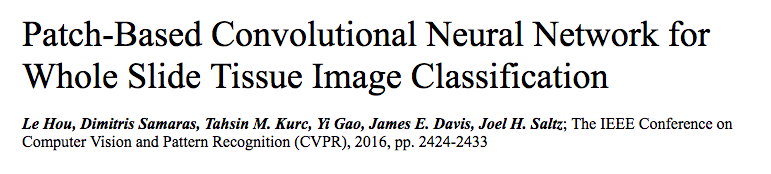 Patch-Based Convolutional Neural Network for
Whole Slide Tissue Image Classification
Le Hou, Dimitris Samaras, Tahsin M. Kurc, Yi Gao, James E. Davis, Joel H. Saltz; The IEEE Conference on
Computer Vision and Pattern Recognition (CVPR), 2016, pp. 2424-2433